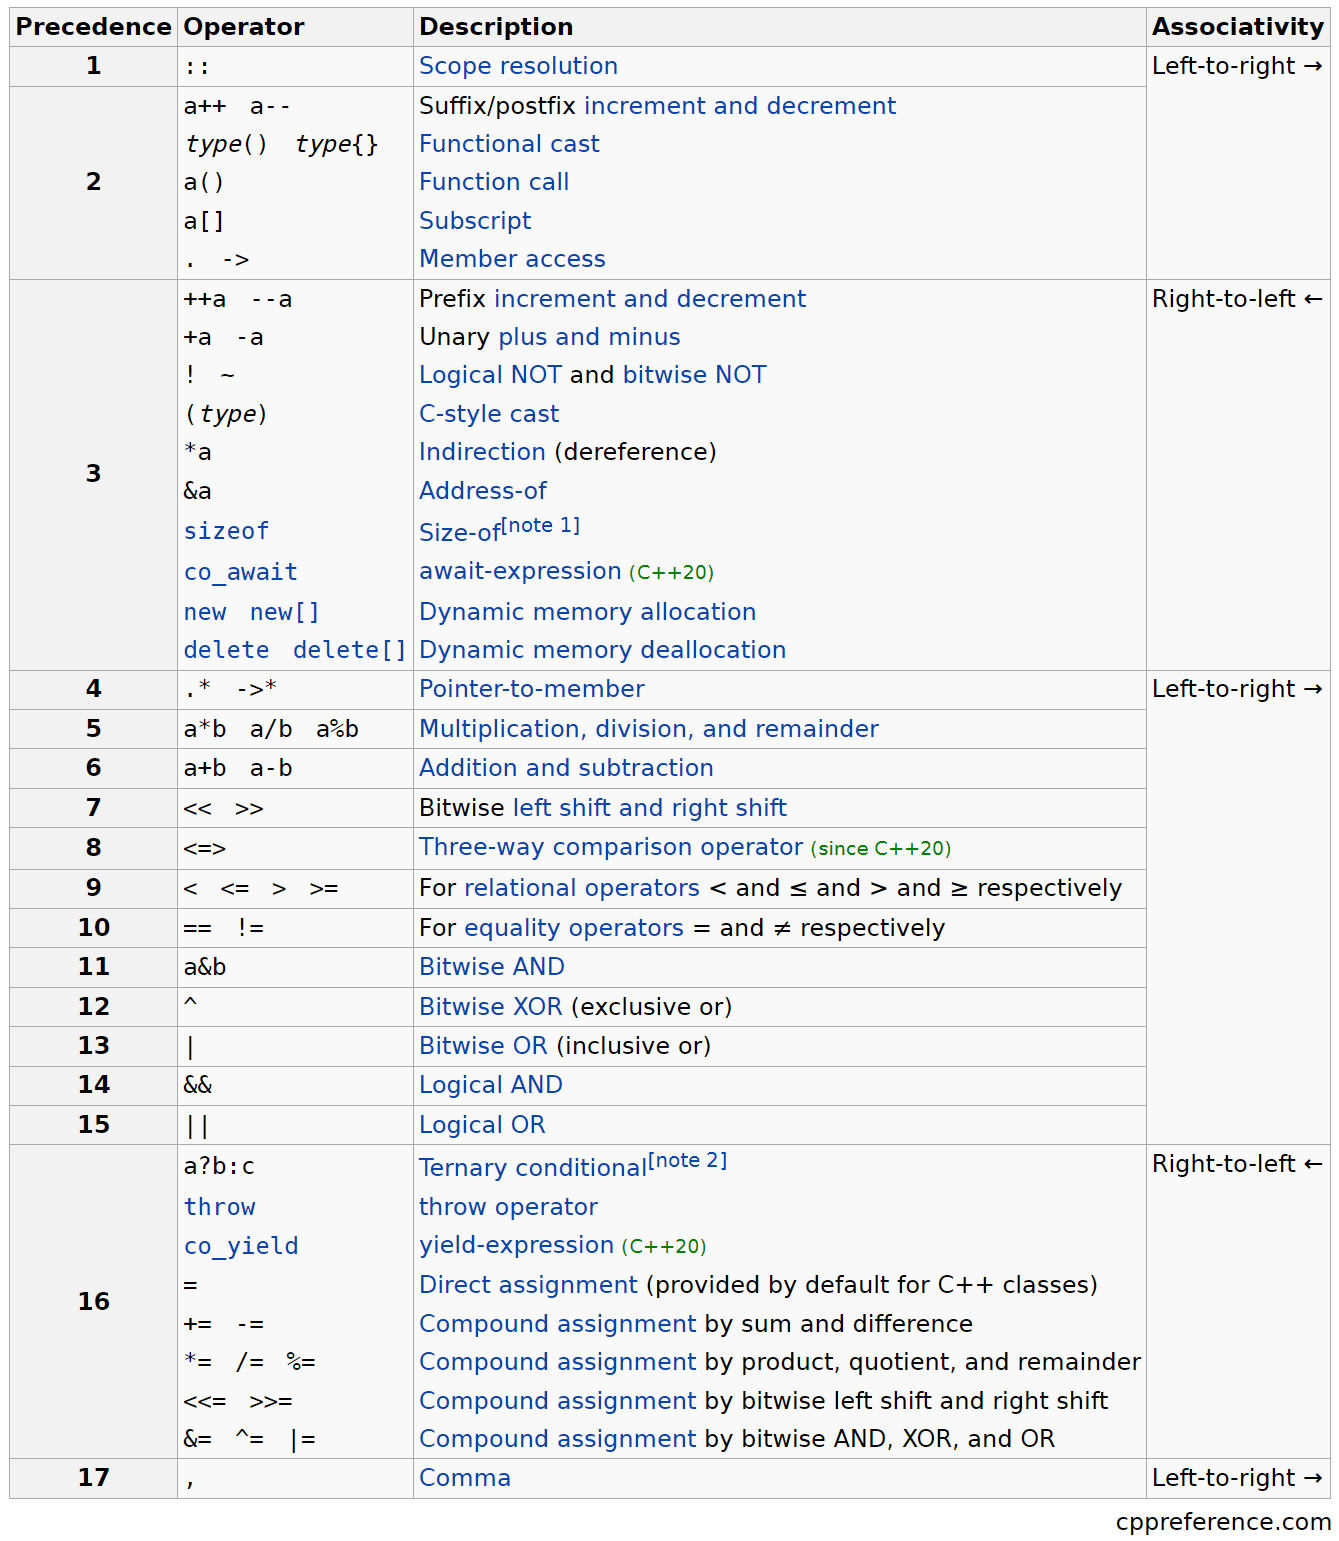 Precedence Operator Description Associativity
1 :: Scope resolution Left-to-right →
2
a++ a-- Suffix/postfix increment and decrement
type() type{} Functional cast
a() Function call
a[] Subscript
. -> Member access
3
++a --a Prefix increment and decrement Right-to-left ←
+a -a Unary plus and minus
! ~ Logical NOT and bitwise NOT
(type) C-style cast
*a Indirection (dereference)
&a Address-of
sizeof Size-of[note 1]
co_await await-expression (C++20)
new new[] Dynamic memory allocation
delete delete[] Dynamic memory deallocation
4 .* ->* Pointer-to-member Left-to-right →
5 a*b a/b a%b Multiplication, division, and remainder
6 a+b a-b Addition and subtraction
7 << >> Bitwise left shift and right shift
8 <=> Three-way comparison operator (since C++20)
9 < <= > >= For relational operators < and ≤ and > and ≥ respectively
10 == != For equality operators = and ≠ respectively
11 a&b Bitwise AND
12 ^ Bitwise XOR (exclusive or)
13 | Bitwise OR (inclusive or)
14 && Logical AND
15 || Logical OR
16
a?b:c Ternary conditional[note 2] Right-to-left ←
throw throw operator
co_yield yield-expression (C++20)
= Direct assignment (provided by default for C++ classes)
+= -= Compound assignment by sum and difference
*= /= %= Compound assignment by product, quotient, and remainder
<<= >>= Compound assignment by bitwise left shift and right shift
&= ^= |= Compound assignment by bitwise AND, XOR, and OR
17 , Comma Left-to-right →
cppreference.com